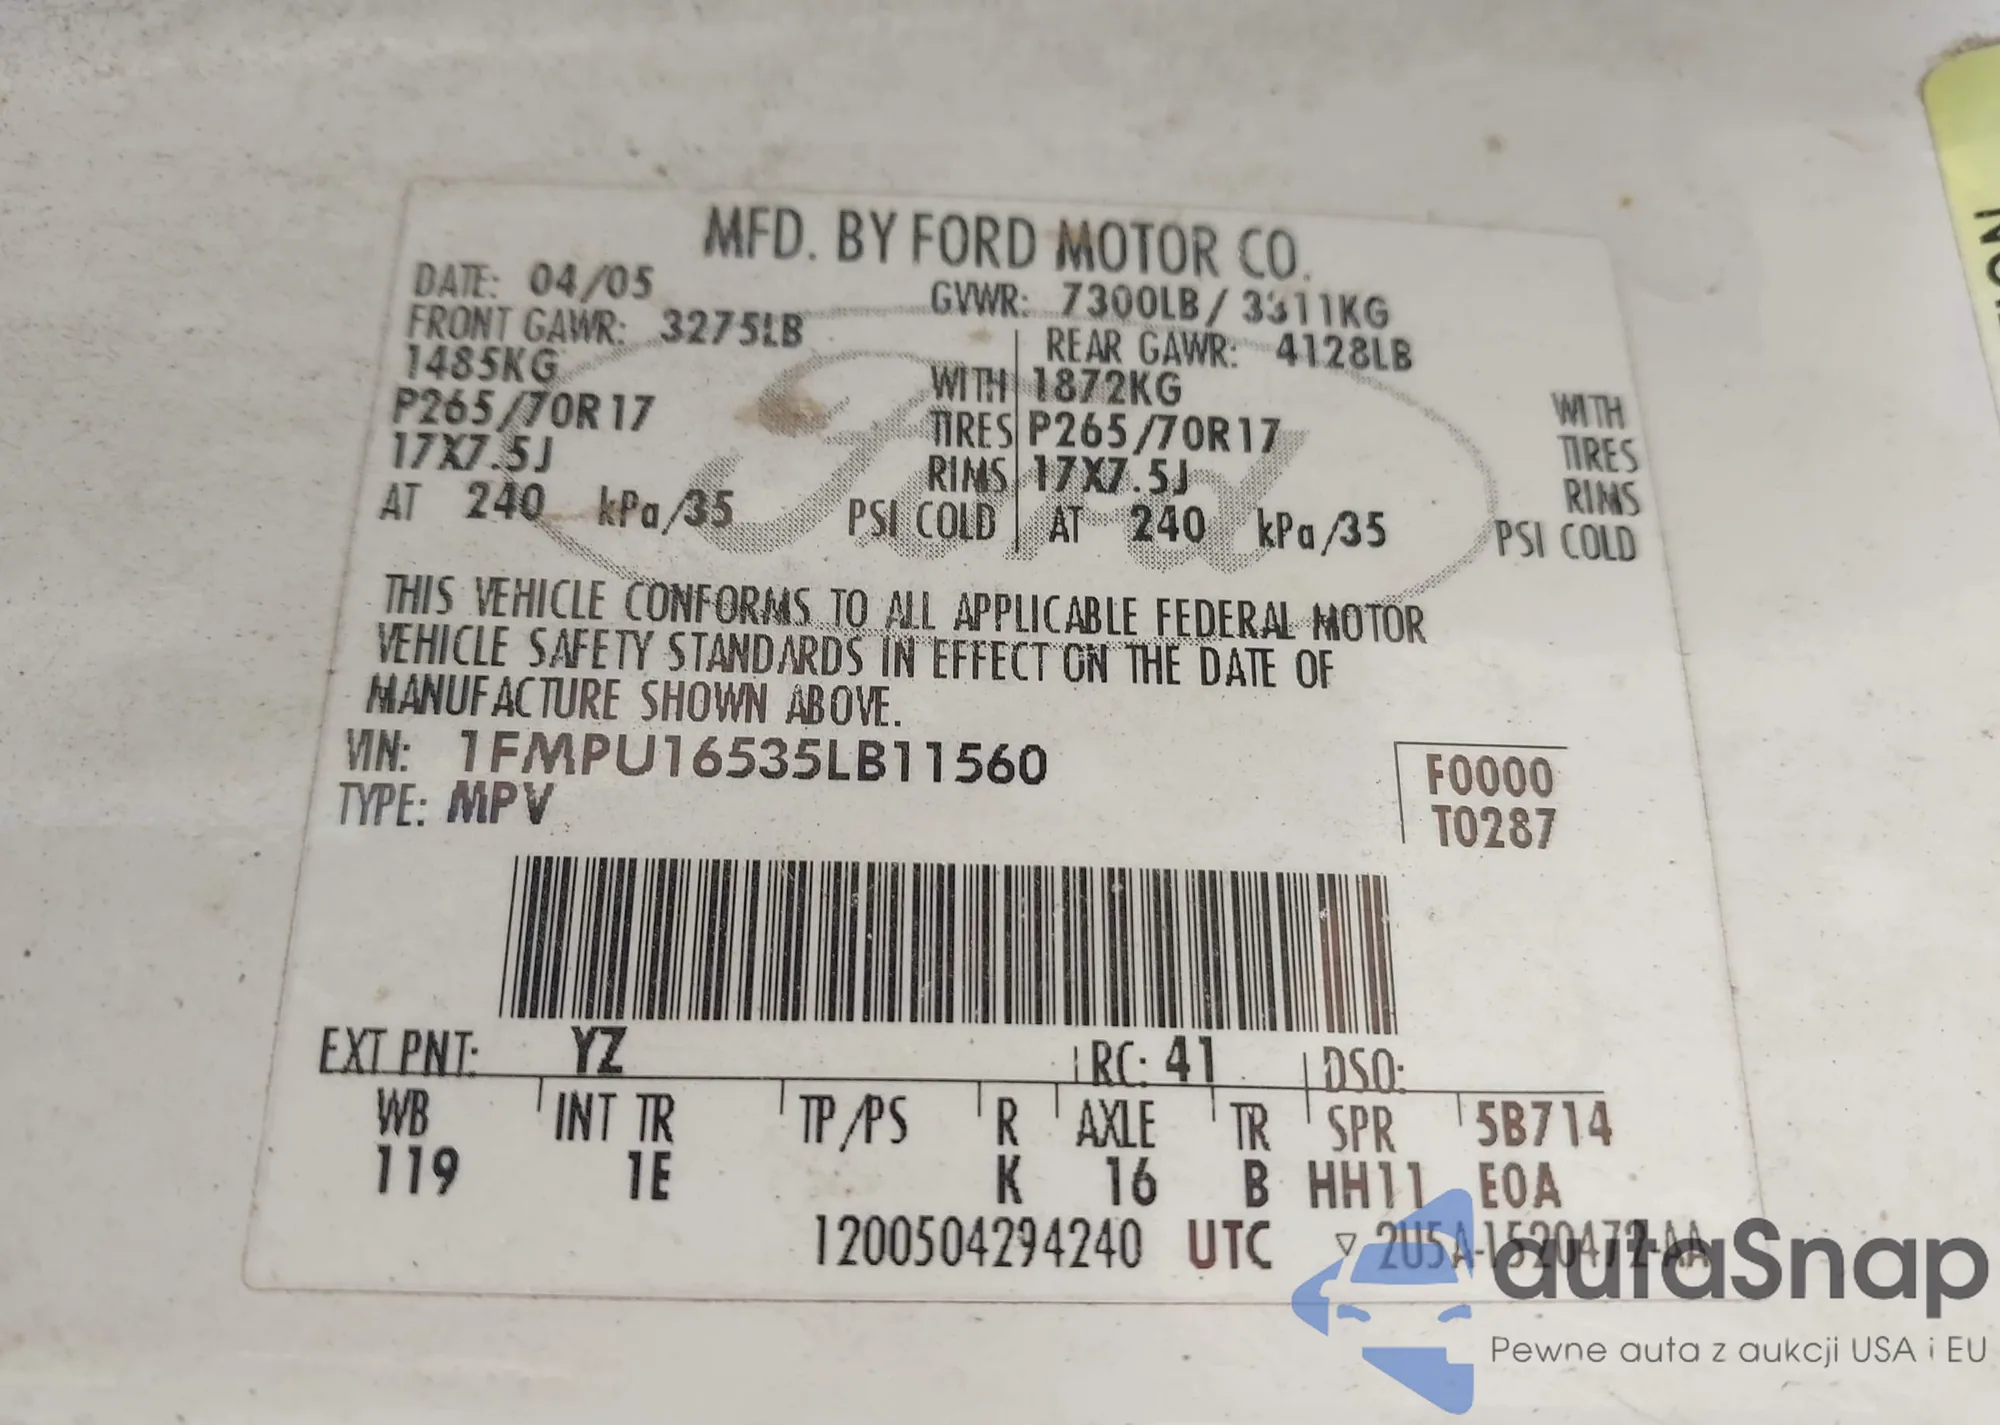 MFD. BY FORD MOTOR CO.
DATE: 04/05
GVWR: 7300LB / 3311KG
FRONT GAWR: 3275LB
REAR GAWR: 4128LB
1485KG WITH 1872KG WITH
P265/70R17 TIRES P265/70R17 TIRES
17X7.5J RIMS 17X7.5J RIMS
AT 240 kPa/35 PSI COLD AT 240 kPa/35 PSI COLD
Ford
THIS VEHICLE CONFORMS TO ALL APPLICABLE FEDERAL MOTOR
VEHICLE SAFETY STANDARDS IN EFFECT ON THE DATE OF
MANUFACTURE SHOWN ABOVE.
VIN: 1FMPU16535LB11560
TYPE: MPV
F0000
T0287
EXT PNT: YZ RC: 41 DSO:
WB INT TR TP/PS R AXLE TR SPR 5B714
119 1E K 16 B HH11 E0A
1200504294240 UTC ▽ 2U5A-1520472-AA
autaSnap
Pewne auta z aukcji USA i EU